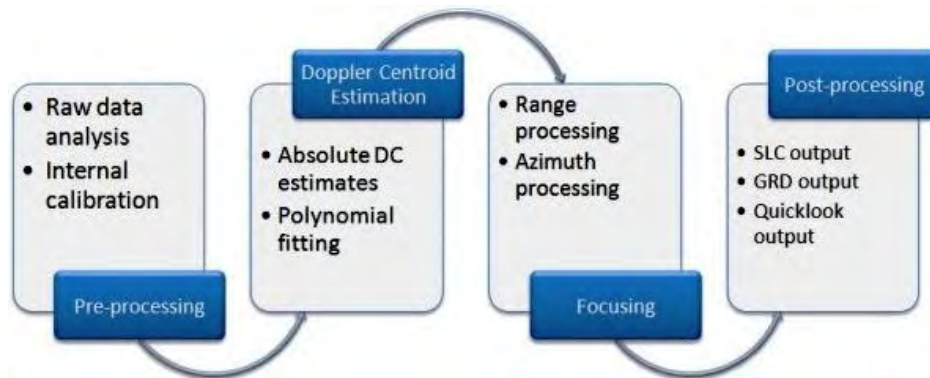 • Raw data
analysis
• Internal
calibration
Pre-processing
Doppler Centroid
Estimation
• Absolute DC
estimates
• Polynomial
fitting
• Range
processing
• Azimuth
processing
Focusing
Post-processing
• SLC output
• GRD output
• Quicklook
output